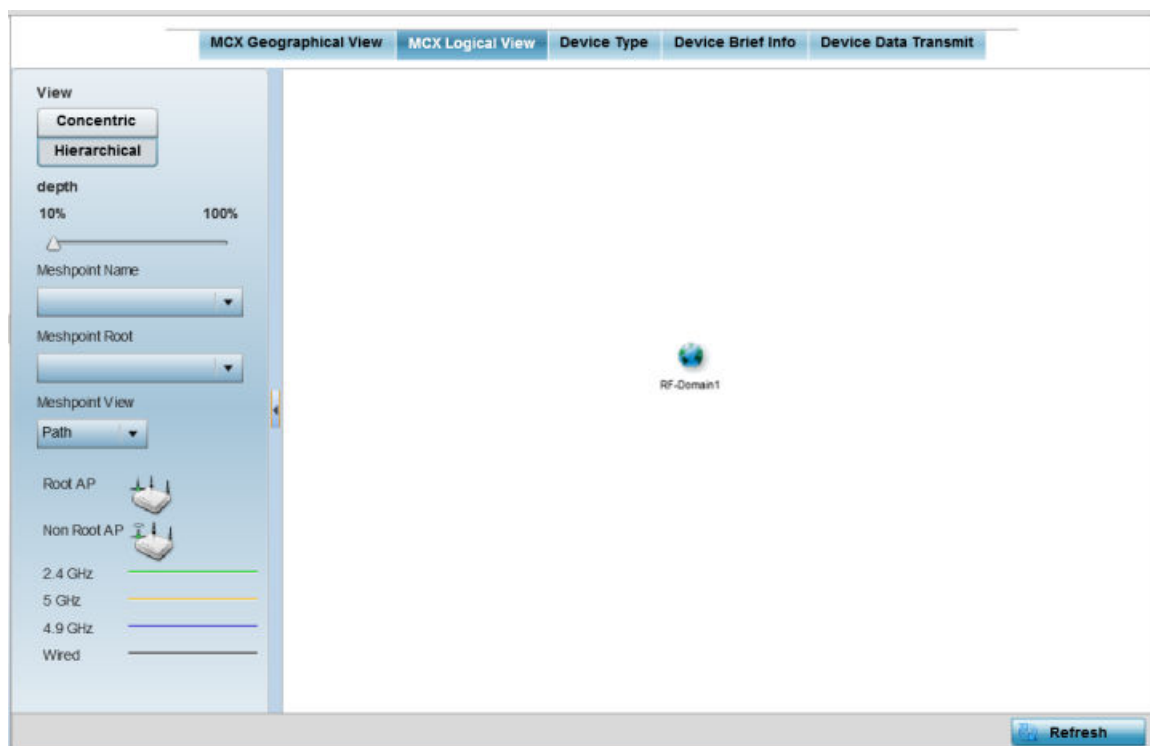 MCX Geographical View MCX Logical View Device Type Device Brief Info Device Data Transmit
View
Concentric
Hierarchical
depth
10% 100%
Meshpoint Name
Meshpoint Root
Meshpoint View
Path
Root AP
Non Root AP
2.4 GHz
5 GHz
4.9 GHz
Wired
RF-Domain1
Refresh